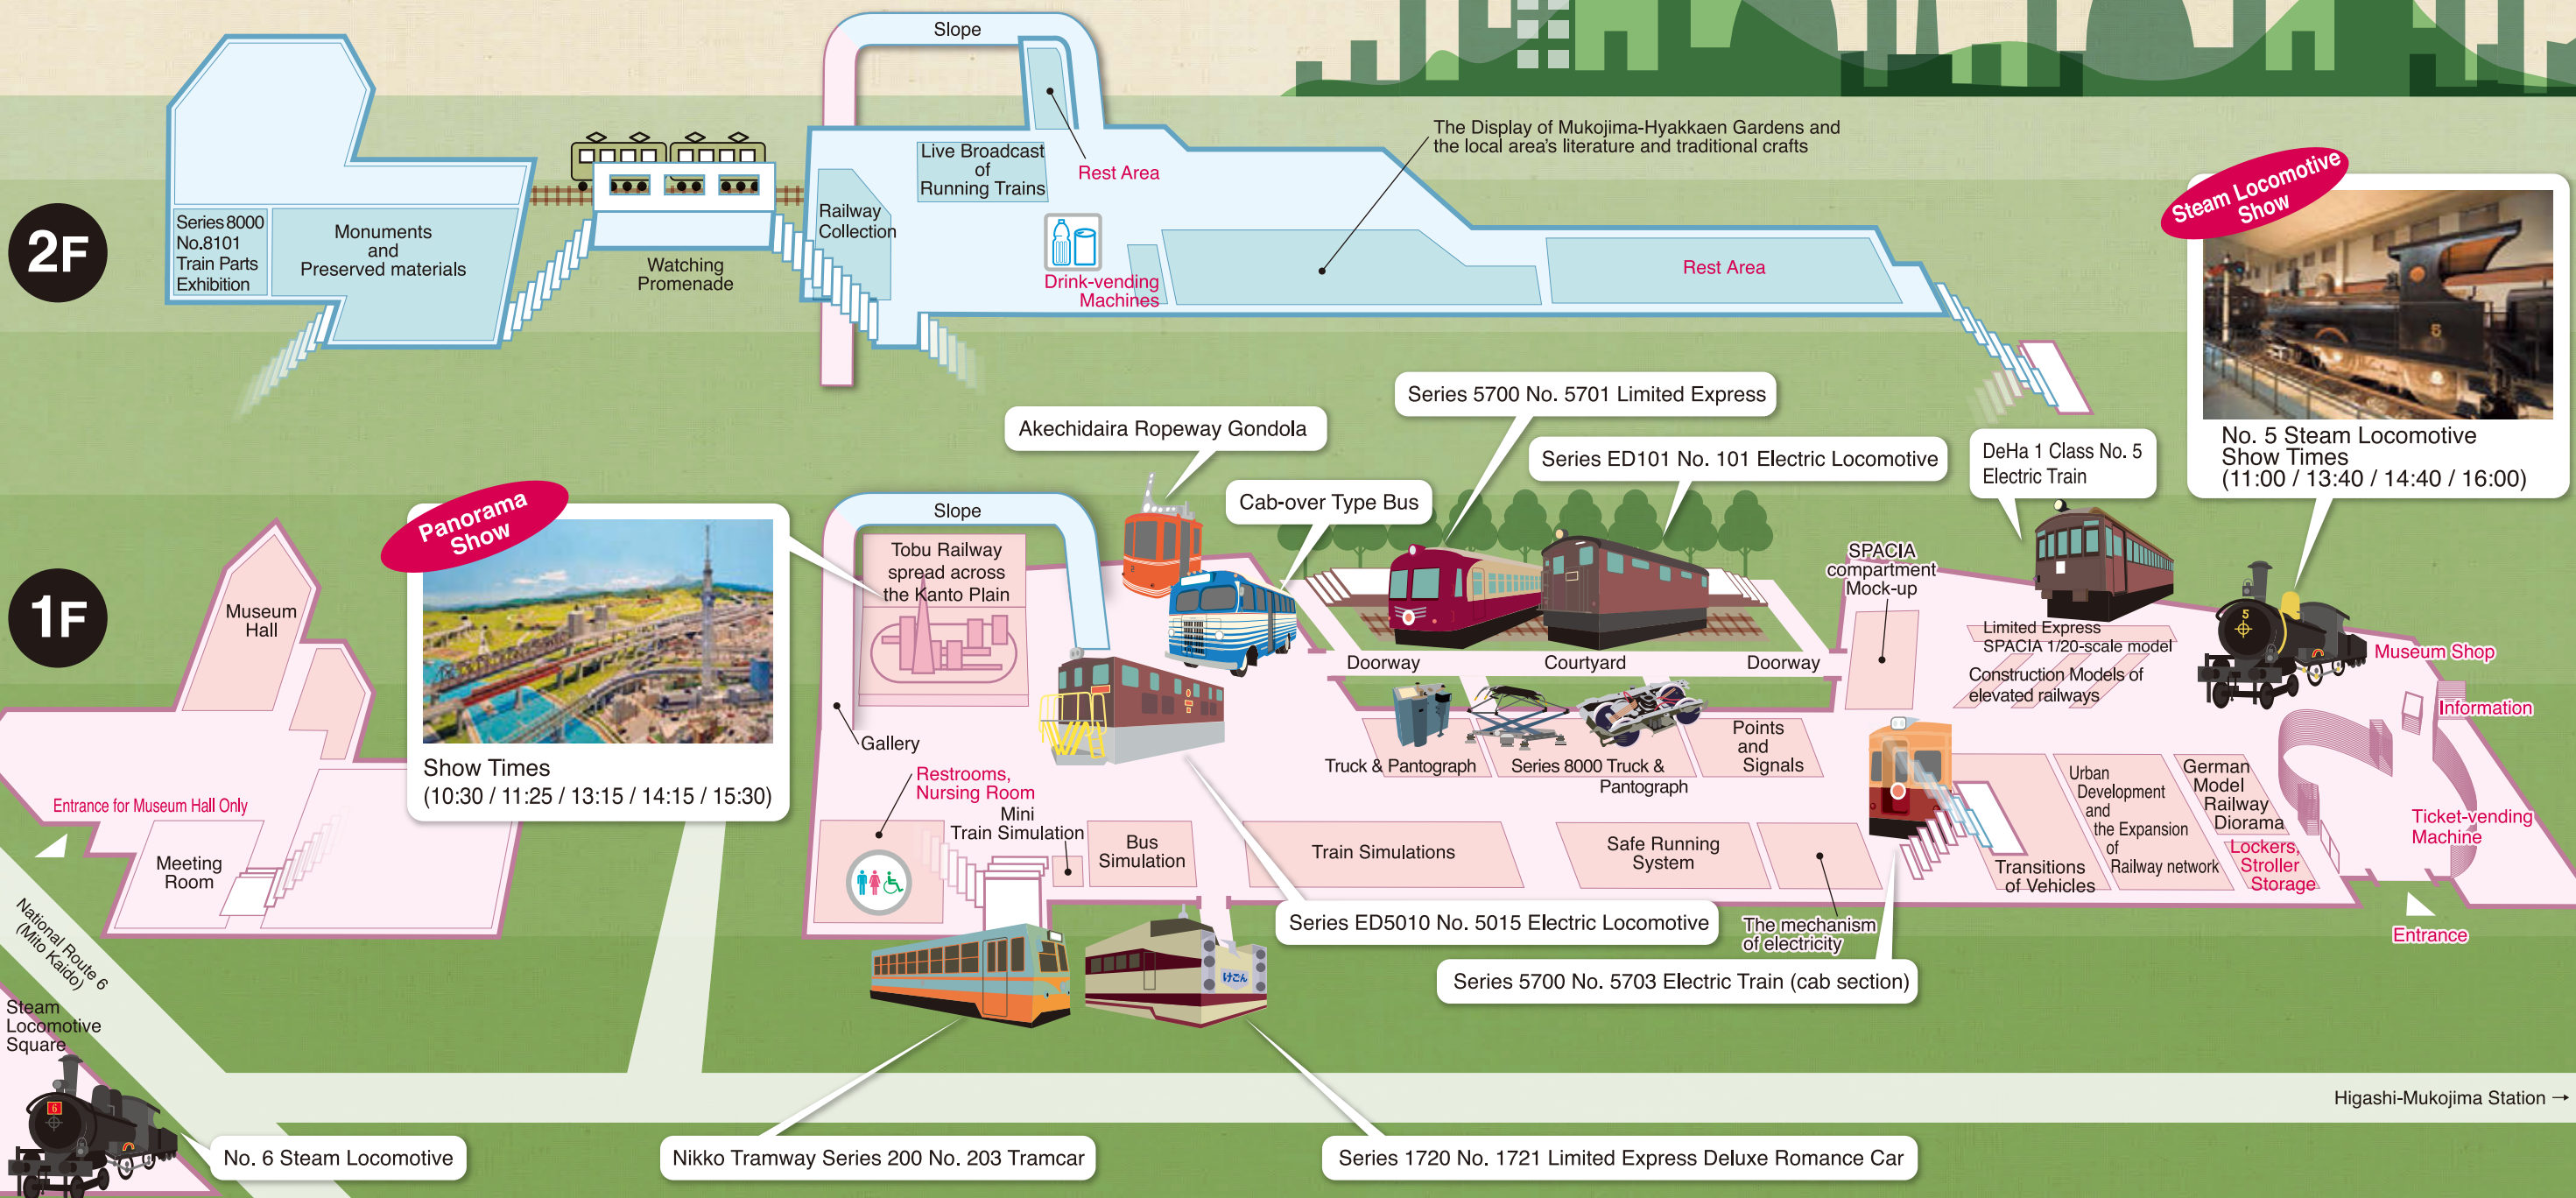 Slope
2F
Series 8000
No.8101
Train Parts
Exhibition
Monuments
and
Preserved materials
Watching
Promenade
Railway
Collection
Live Broadcast
of
Running Trains
Rest Area
Drink-vending
Machines
The Display of Mukojima-Hyakkaen Gardens and
the local area's literature and traditional crafts
Rest Area
Steam Locomotive
Show
5
No. 5 Steam Locomotive
Show Times
(11:00 / 13:40 / 14:40 / 16:00)
Series 5700 No. 5701 Limited Express
Akechidaira Ropeway Gondola
Series ED101 No. 101 Electric Locomotive
DeHa 1 Class No. 5
Electric Train
Cab-over Type Bus
Panorama
Show
Show Times
(10:30 / 11:25 / 13:15 / 14:15 / 15:30)
1F
Slope
Tobu Railway
spread across
the Kanto Plain
Museum
Hall
SPACIA
compartment
Mock-up
5
Limited Express
SPACIA 1/20-scale model
Construction Models of
elevated railways
Museum Shop
Information
Doorway
Courtyard
Doorway
Gallery
Truck & Pantograph
Series 8000 Truck &
Pantograph
Points
and
Signals
Restrooms,
Nursing Room
Mini
Train Simulation
Bus
Simulation
Train Simulations
Safe Running
System
Transitions
of Vehicles
Urban
Development
and
the Expansion
of
Railway network
German
Model
Railway
Diorama
Lockers,
Stroller
Storage
Ticket-vending
Machine
Entrance
Entrance for Museum Hall Only
Meeting
Room
Series ED5010 No. 5015 Electric Locomotive
The mechanism
of electricity
Series 5700 No. 5703 Electric Train (cab section)
けごん
National Route 6
(Mito Kaido)
Steam
Locomotive
Square
6
No. 6 Steam Locomotive
Nikko Tramway Series 200 No. 203 Tramcar
Series 1720 No. 1721 Limited Express Deluxe Romance Car
Higashi-Mukojima Station →